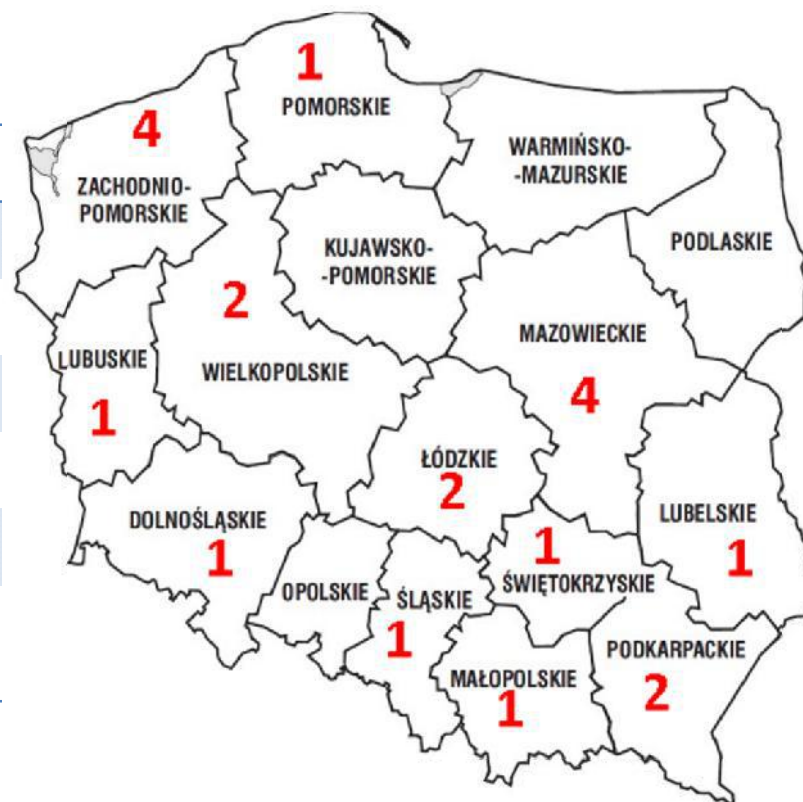 1
POMORSKIE
4
ZACHODNIO-
POMORSKIE
WARMIŃSKO-
-MAZURSKIE
PODLASKIE
KUJAWSKO-
-POMORSKIE
2
WIELKOPOLSKIE
MAZOWIECKIE
4
LUBUSKIE
1
ŁÓDZKIE
2
LUBELSKIE
1
DOLNOŚLĄSKIE
1
1
ŚWIĘTOKRZYSKIE
OPOLSKIE
ŚLĄSKIE
1
MAŁOPOLSKIE
1
PODKARPACKIE
2